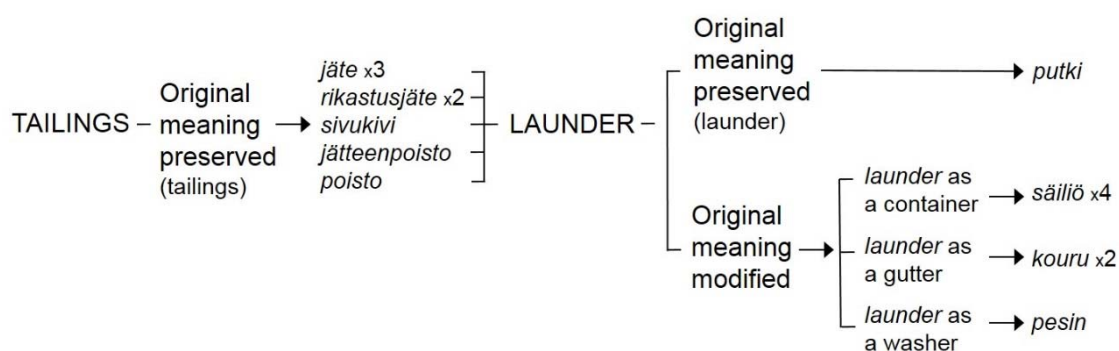 TAILINGS
Original
meaning
preserved
(tailings)
jäte x3
rikastusjäte x2
sivukivi
jätteenpoisto
poisto
LAUNDER
Original
meaning
preserved
(launder)
putki
Original
meaning
modified
launder as
a container
säiliö x4
launder as
a gutter
kouru x2
launder as
a washer
pesin